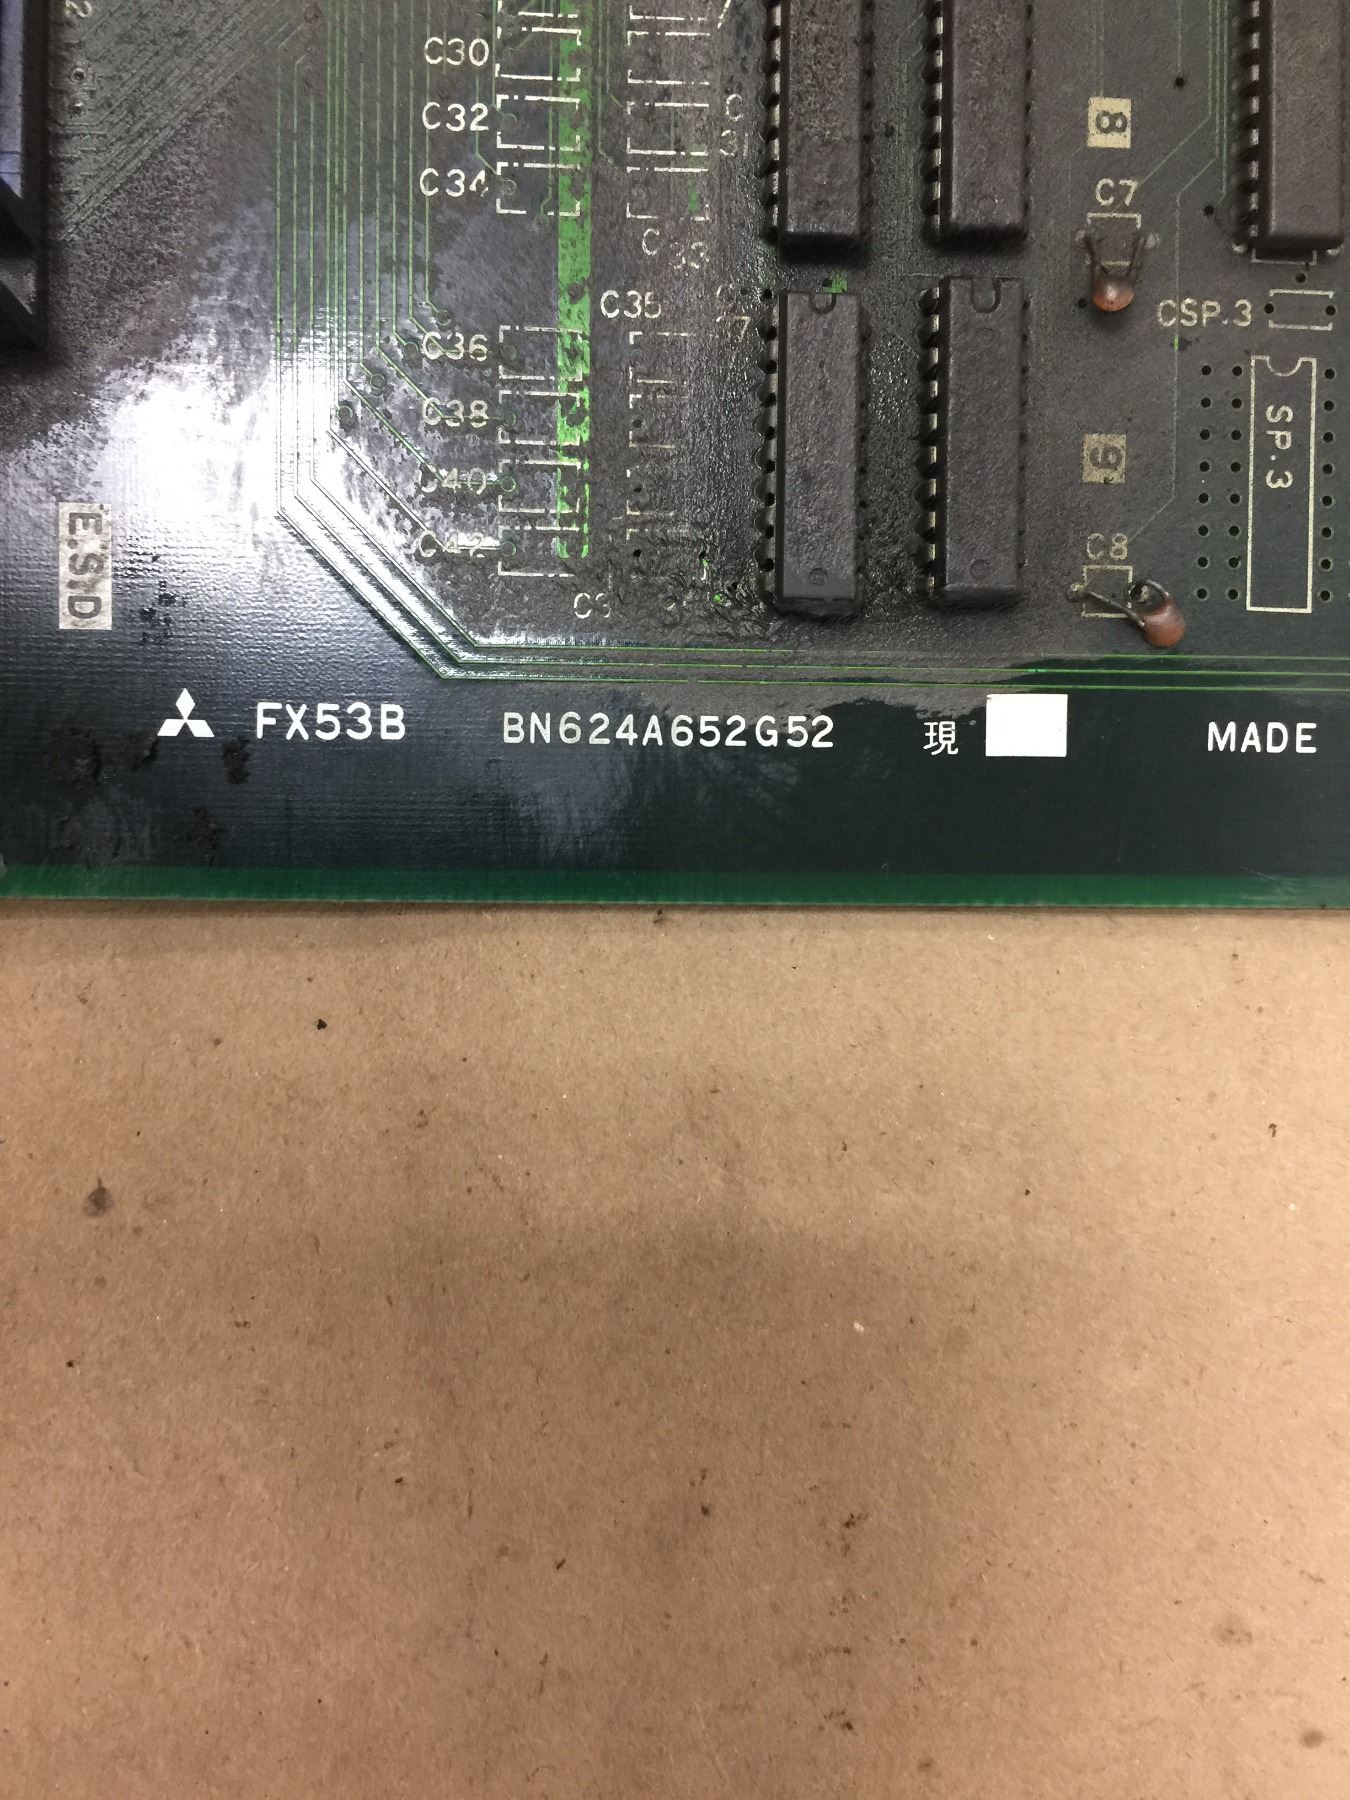 2
C30
C32
C34
8
C7
C33
C35
CSP.3
C36
C38
SP.3
9
C40
C42
C8
E.S.D
FX53B BN624A652G52 現 MADE